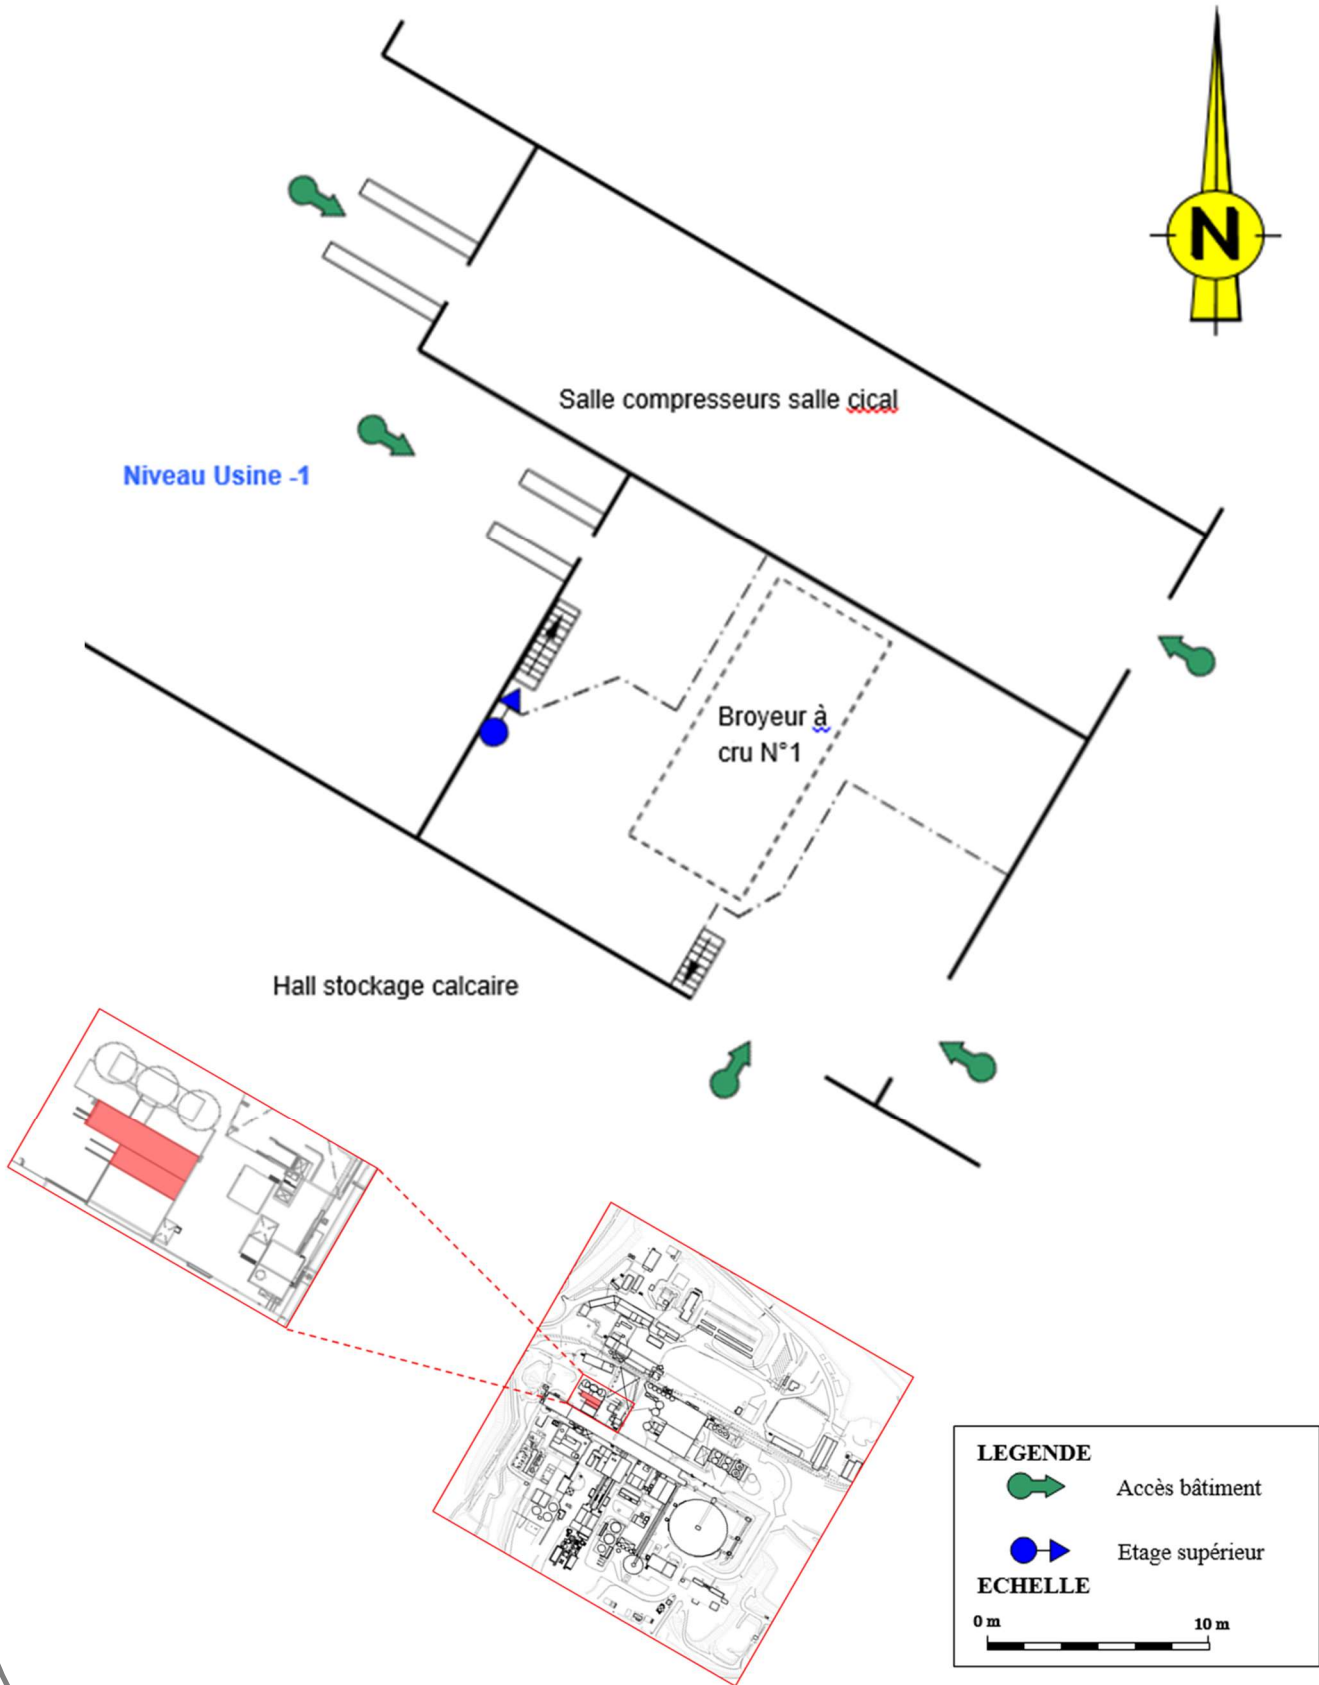 N
Salle compresseurs salle cical
Niveau Usine -1
Broyeur à
cru N°1
Hall stockage calcaire
LEGENDE
Accès bâtiment
Etage supérieur
ECHELLE
0 m 10 m